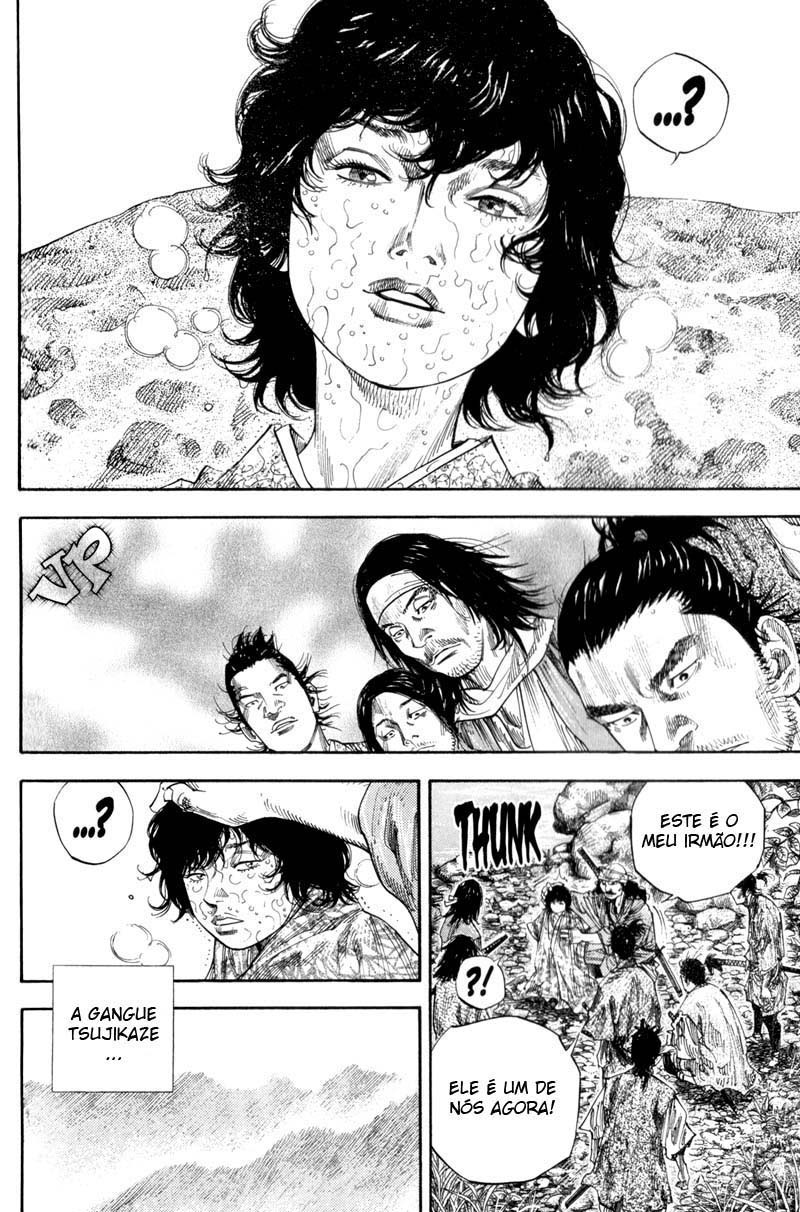 ...?
VP
...?
THUNK
ESTE É O
MEU IRMÃO!!!
?!
ELE É UM DE
NÓS AGORA!
A GANGUE
TSUJIKAZE
...